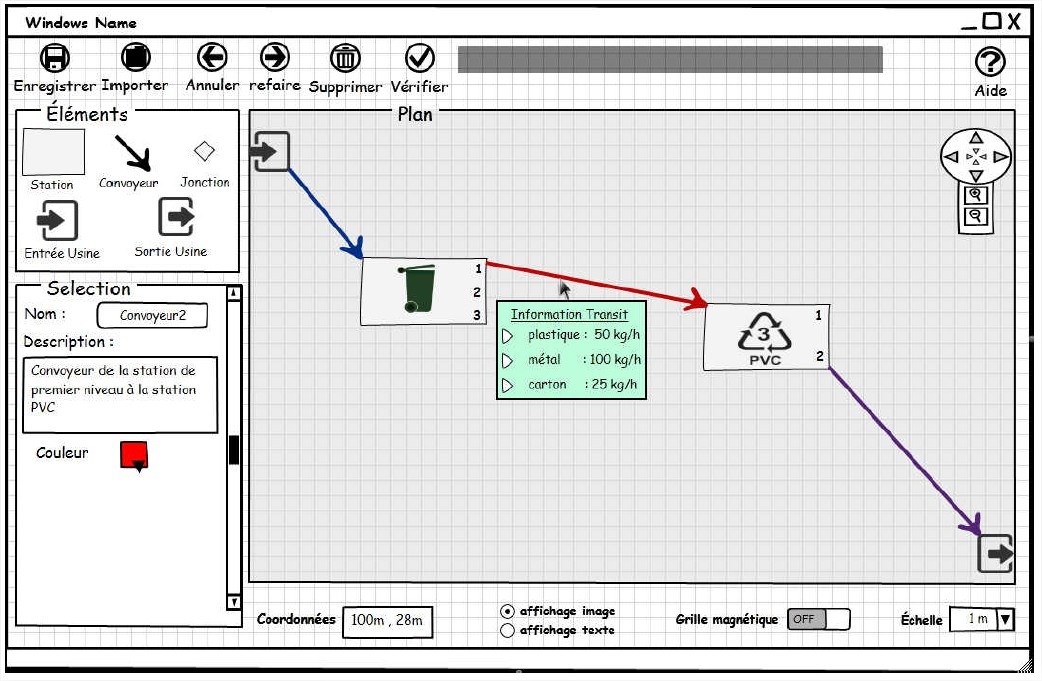 Windows Name
Enregistrer Importer Annuler refaire Supprimer Vérifier
Aide
Éléments
Station Convoyeur Jonction
Entrée Usine Sortie Usine
Selection
Nom : Convoyeur2
Description :
Convoyeur de la station de
premier niveau à la station
PVC
Couleur
Plan
1
2
3
Information Transit
plastique : 50 kg/h
métal : 100 kg/h
carton : 25 kg/h
3
PVC
1
2
Coordonnées 100m , 28m
affichage image
affichage texte
Grille magnétique OFF
Échelle 1 m